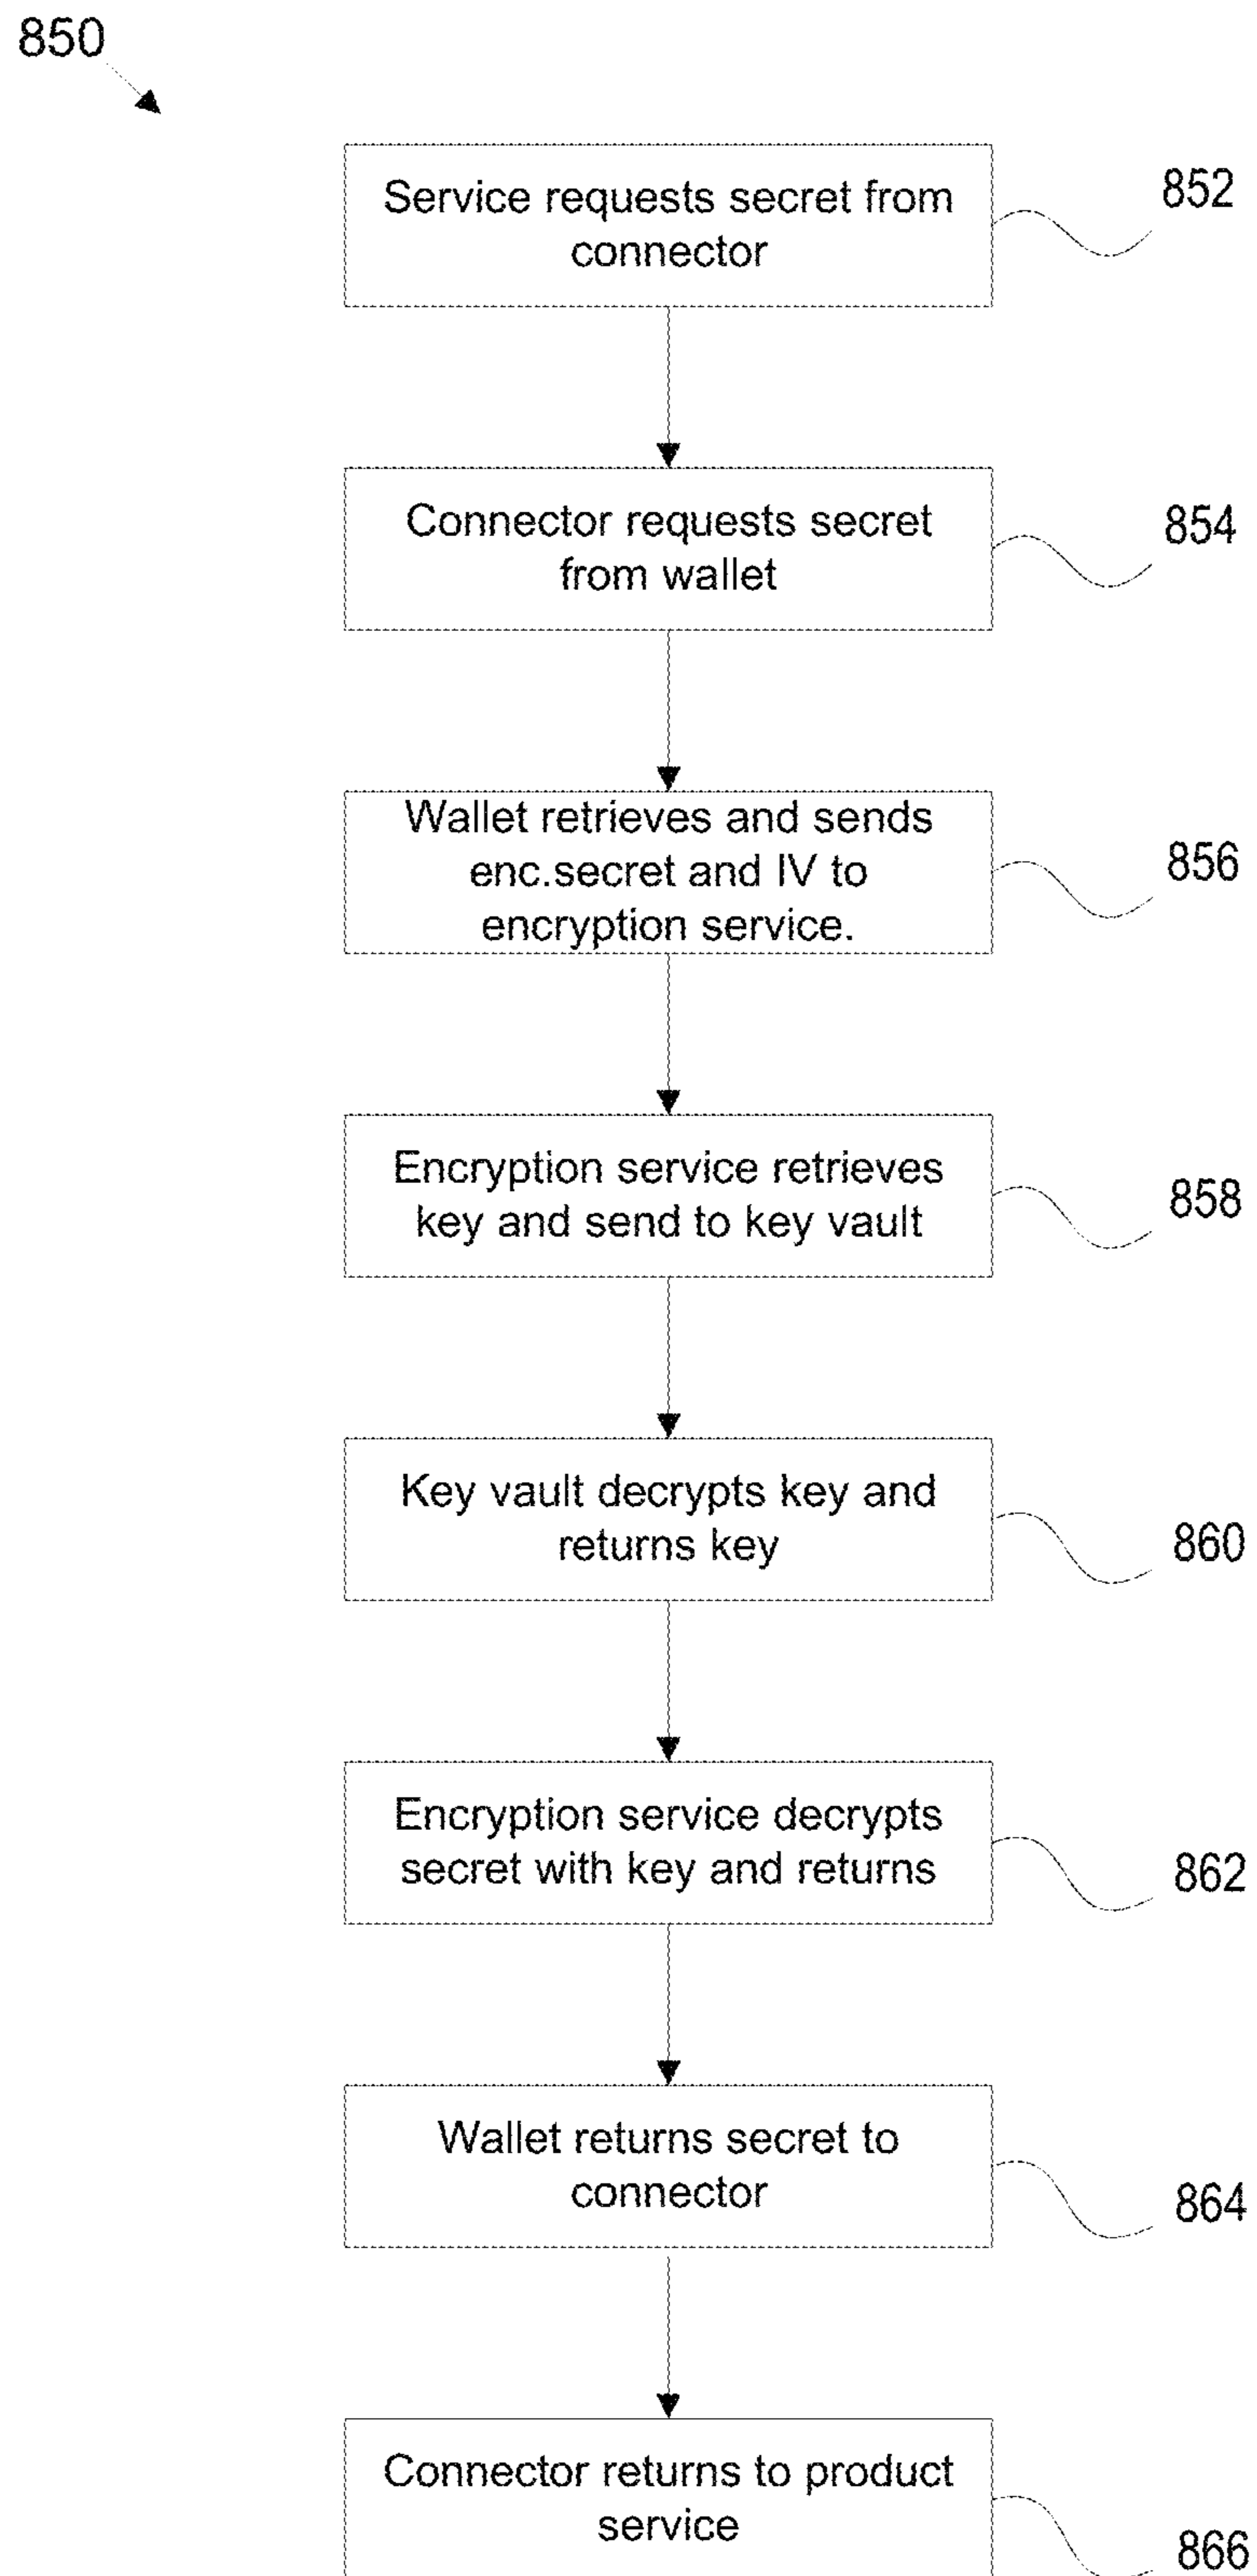 850
Service requests secret from
connector
852
Connector requests secret
from wallet
854
Wallet retrieves and sends
enc.secret and IV to
encryption service.
856
Encryption service retrieves
key and send to key vault
858
Key vault decrypts key and
returns key
860
Encryption service decrypts
secret with key and returns
862
Wallet returns secret to
connector
864
Connector returns to product
service
866